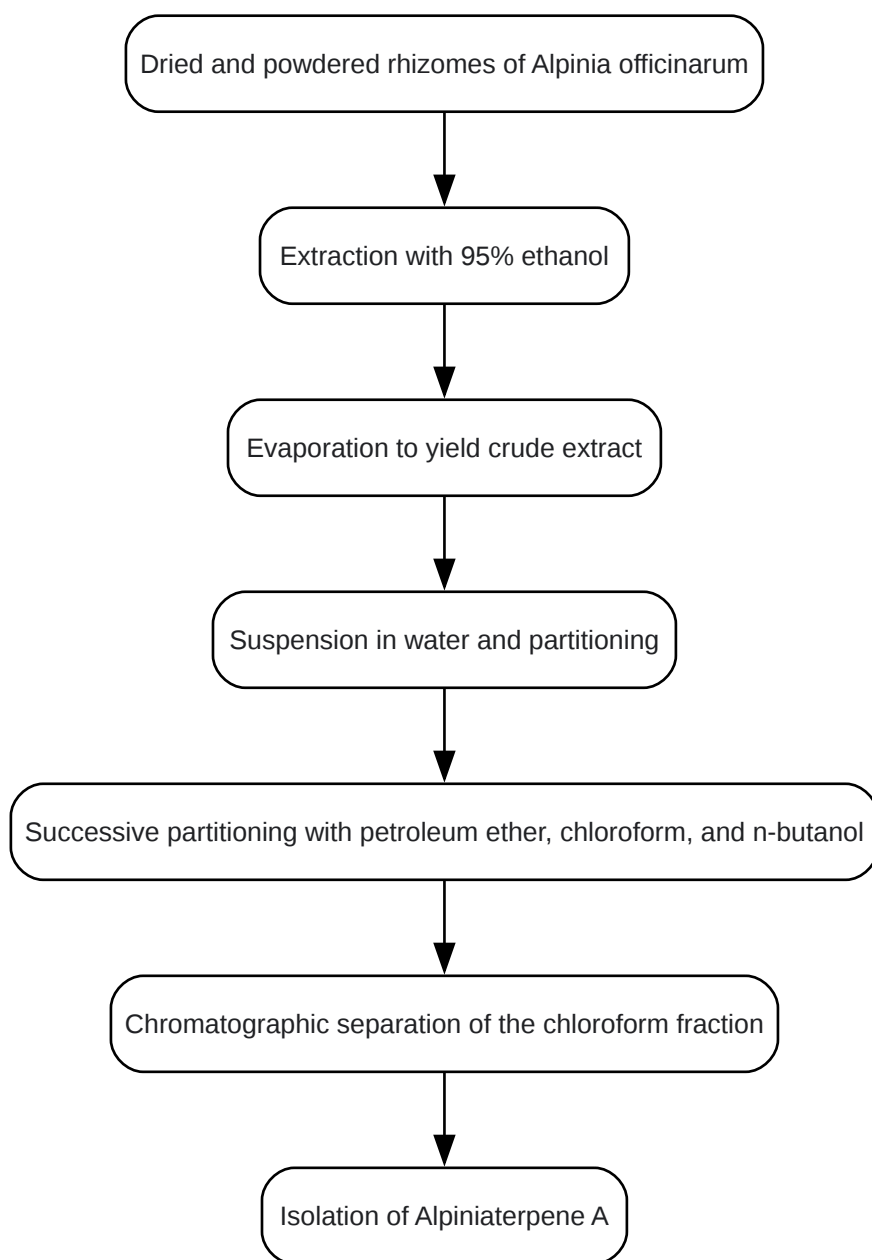 Dried and powdered rhizomes of Alpinia officinarum
Extraction with 95% ethanol
Evaporation to yield crude extract
Suspension in water and partitioning
Successive partitioning with petroleum ether, chloroform, and n-butanol
Chromatographic separation of the chloroform fraction
Isolation of Alpiniaterpene A